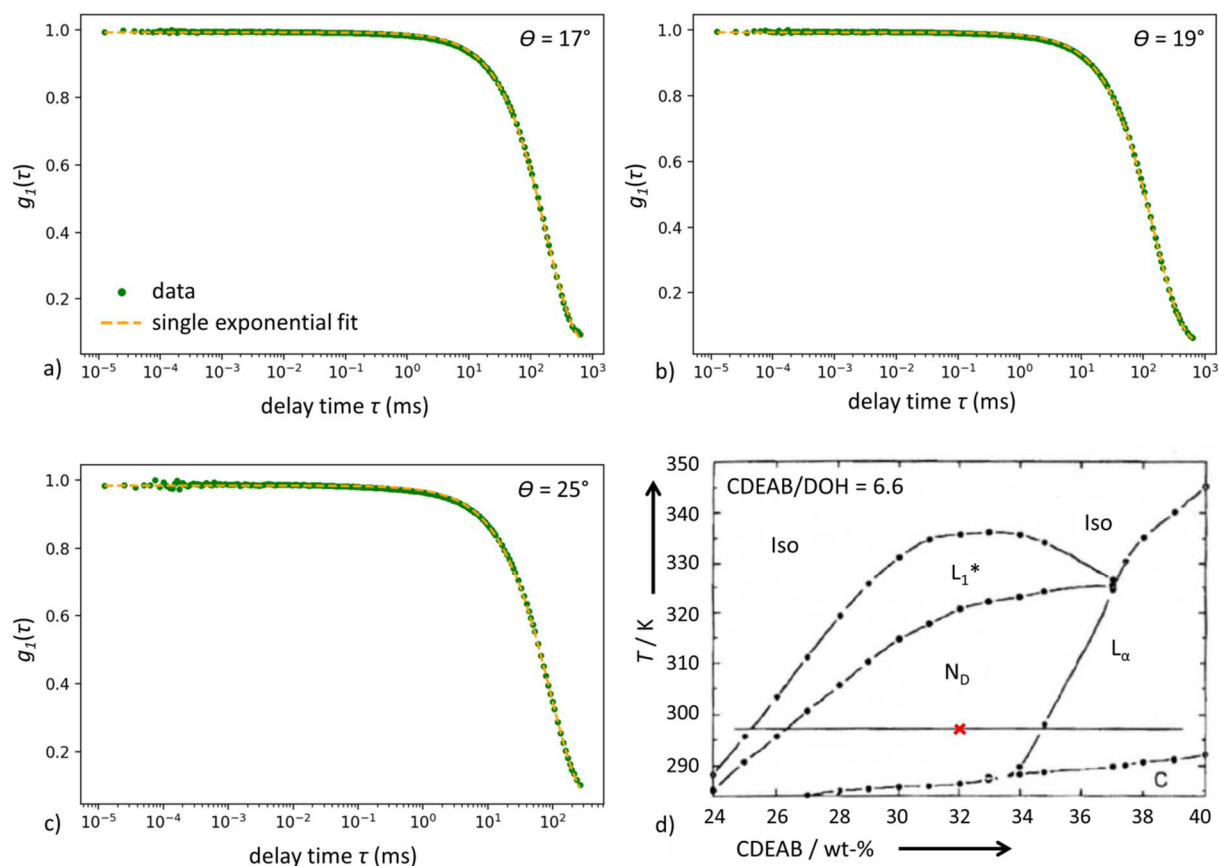 1.0
0.8
0.6
0.4
0.2
g₁(τ)
Θ = 17°
data
single exponential fit
a)
10⁻⁵ 10⁻⁴ 10⁻³ 10⁻² 10⁻¹ 10⁰ 10¹ 10² 10³
delay time τ (ms)
1.0
0.8
0.6
0.4
0.2
g₁(τ)
Θ = 19°
b)
10⁻⁵ 10⁻⁴ 10⁻³ 10⁻² 10⁻¹ 10⁰ 10¹ 10² 10³
delay time τ (ms)
1.0
0.8
0.6
0.4
0.2
g₁(τ)
Θ = 25°
c)
10⁻⁵ 10⁻⁴ 10⁻³ 10⁻² 10⁻¹ 10⁰ 10¹ 10²
delay time τ (ms)
350
340
330
320
310
300
290
T / K
CDEAB/DOH = 6.6
Iso
Iso
L₁*
Lα
N_D
C
d)
24 26 28 30 32 34 36 38 40
CDEAB / wt-%